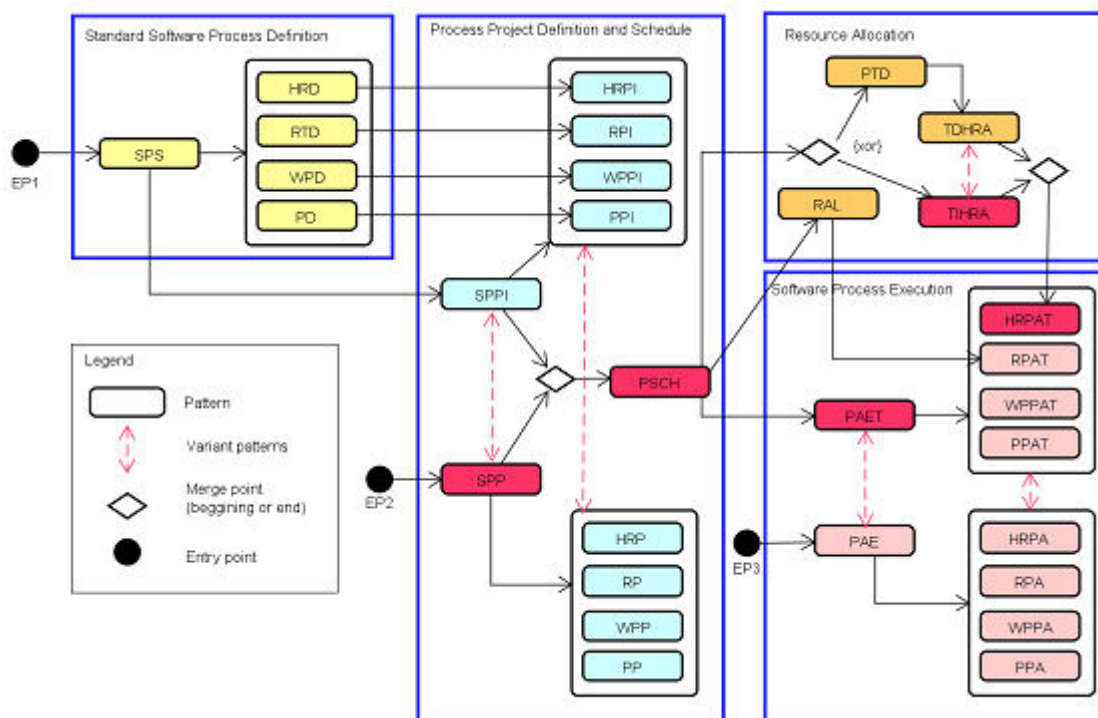 Standard Software Process Definition
HRD
RTD
WPD
PD
SPS
EP1
Process Project Definition and Schedule
HRPI
RPI
WPPI
PPI
SPPI
PSCH
SPP
EP2
HRP
RP
WPP
PP
Resource Allocation
PTD
TDHRA
{xor}
TIHRA
RAL
Software Process Execution
HRPAT
RPAT
WPPAT
PPAT
PAET
PAE
EP3
HRPA
RPA
WPPA
PPA
Legend
Pattern
Variant patterns
Merge point
(beggining or end)
Entry point